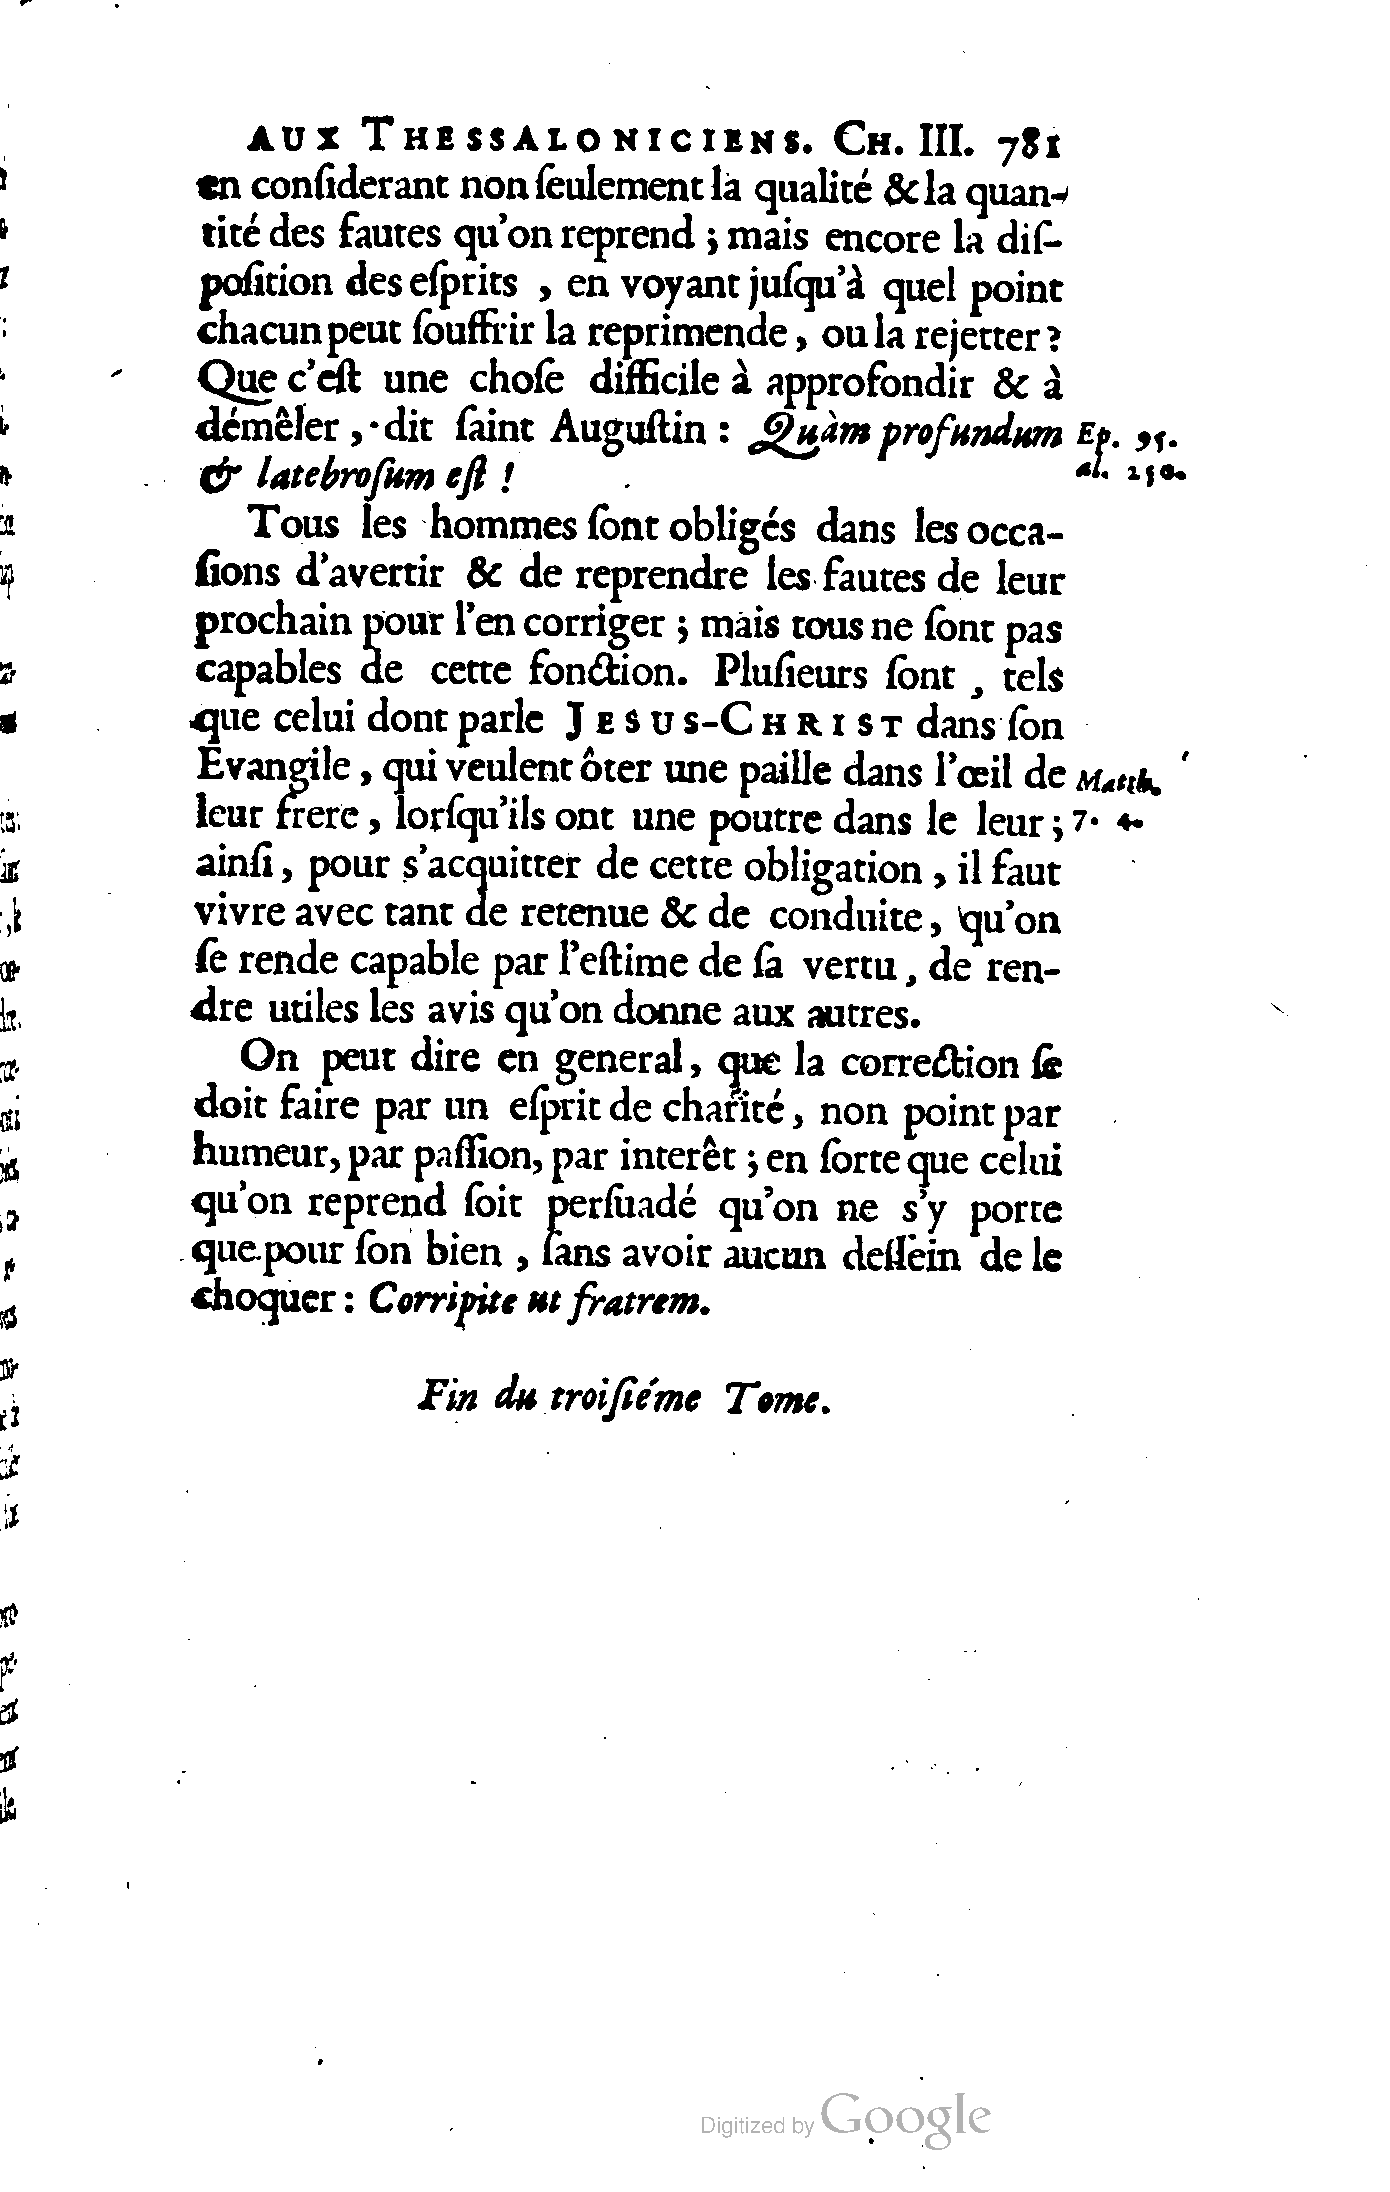 AUX THESSALONICIENS. CH. III. 781
en conſiderant non ſeulement la qualité & la quan-
tité des fautes qu'on reprend ; mais encore la diſ-
poſition des eſprits , en voyant juſqu'à quel point
chacun peut ſouffrir la reprimende , ou la rejetter ?
Que c'eſt une choſe difficile à approfondir & à
démêler , dit ſaint Auguſtin : Quàm profundum
Ep. 95.
& latebroſum eſt !
al. 250.
Tous les hommes ſont obligés dans les occa-
ſions d'avertir & de reprendre les fautes de leur
prochain pour l'en corriger ; mais tous ne ſont pas
capables de cette fonction. Pluſieurs ſont , tels
que celui dont parle JESUS-CHRIST dans ſon
Evangile , qui veulent ôter une paille dans l'œil de
Matth.
leur frere , lorſqu'ils ont une poutre dans le leur ;
7. 4.
ainſi , pour s'acquitter de cette obligation , il faut
vivre avec tant de retenue & de conduite , qu'on
ſe rende capable par l'eſtime de ſa vertu , de ren-
dre utiles les avis qu'on donne aux autres.
On peut dire en general , que la correction ſe
doit faire par un eſprit de charité , non point par
humeur, par paſſion, par interêt ; en ſorte que celui
qu'on reprend ſoit perſuadé qu'on ne s'y porte
que pour ſon bien , ſans avoir aucun deſſein de le
choquer : Corripite ut fratrem.
Fin du troiſiéme Tome.
Digitized by Google